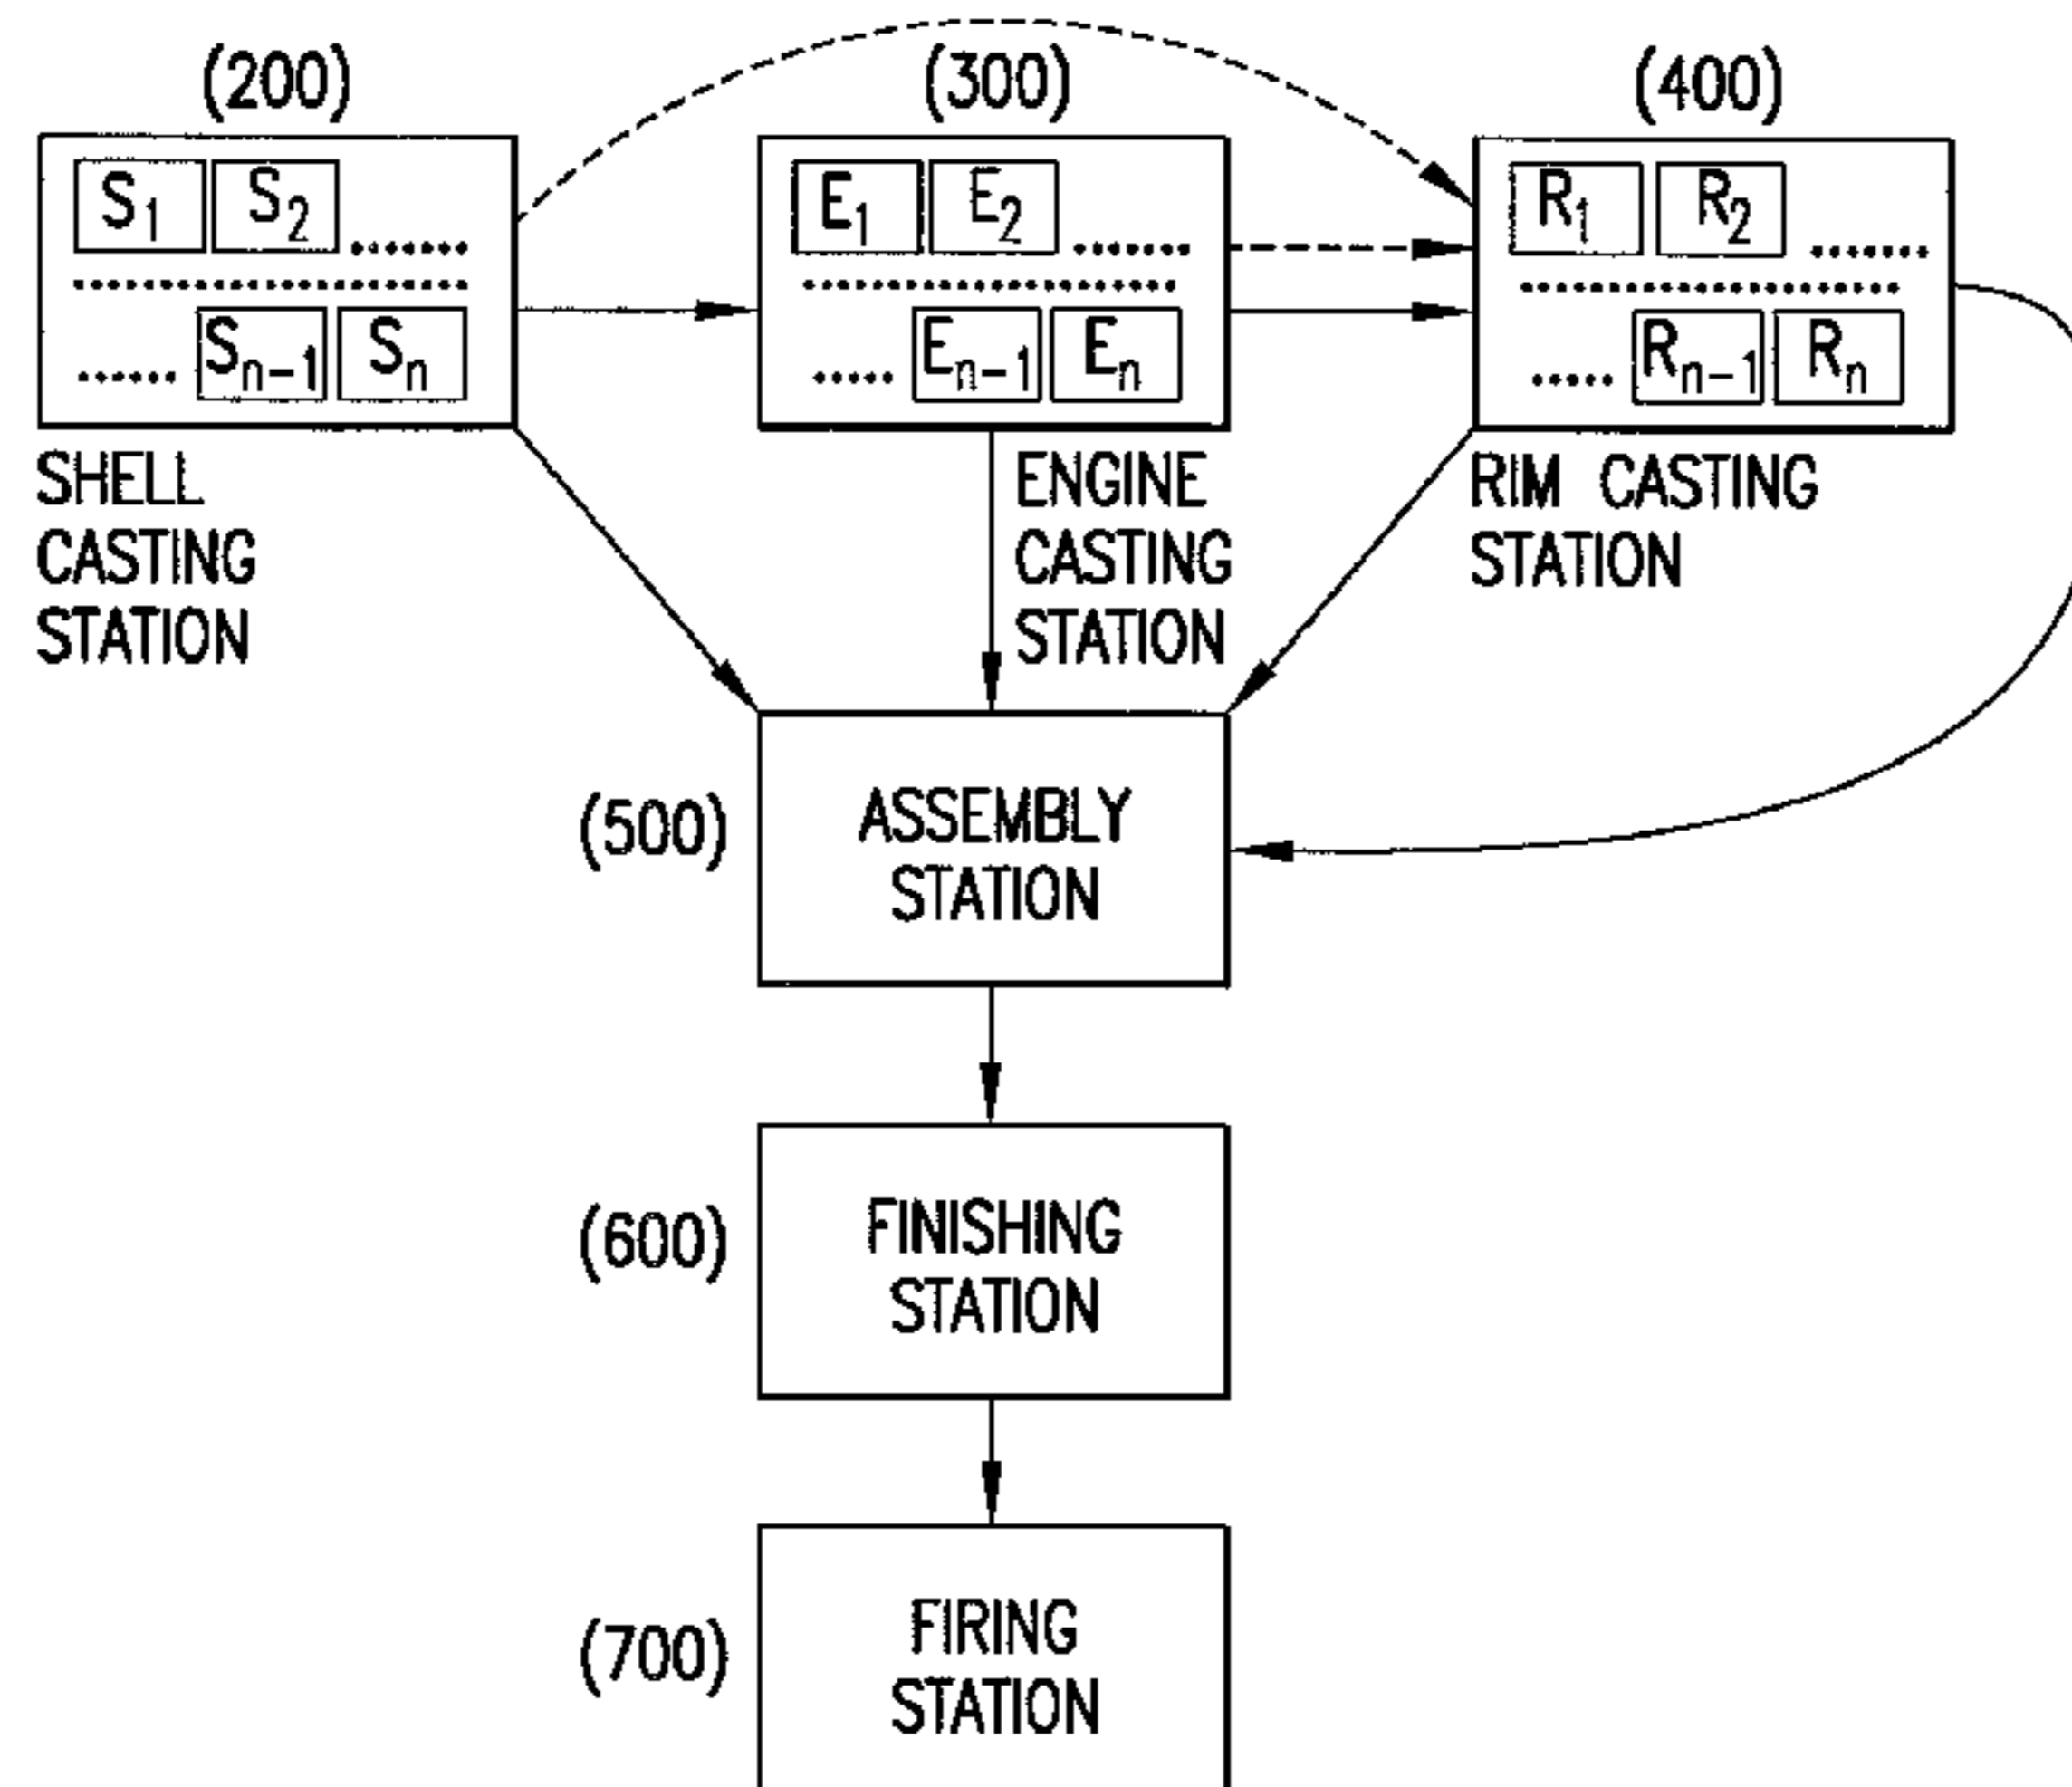 (200) (300) (400)
S1 S2 ....... E1 E2 ....... R1 R2 .......
...... Sn-1 Sn ..... En-1 En ..... Rn-1 Rn
SHELL
CASTING
STATION
ENGINE
CASTING
STATION
RIM CASTING
STATION
(500)
ASSEMBLY
STATION
(600)
FINISHING
STATION
(700)
FIRING
STATION